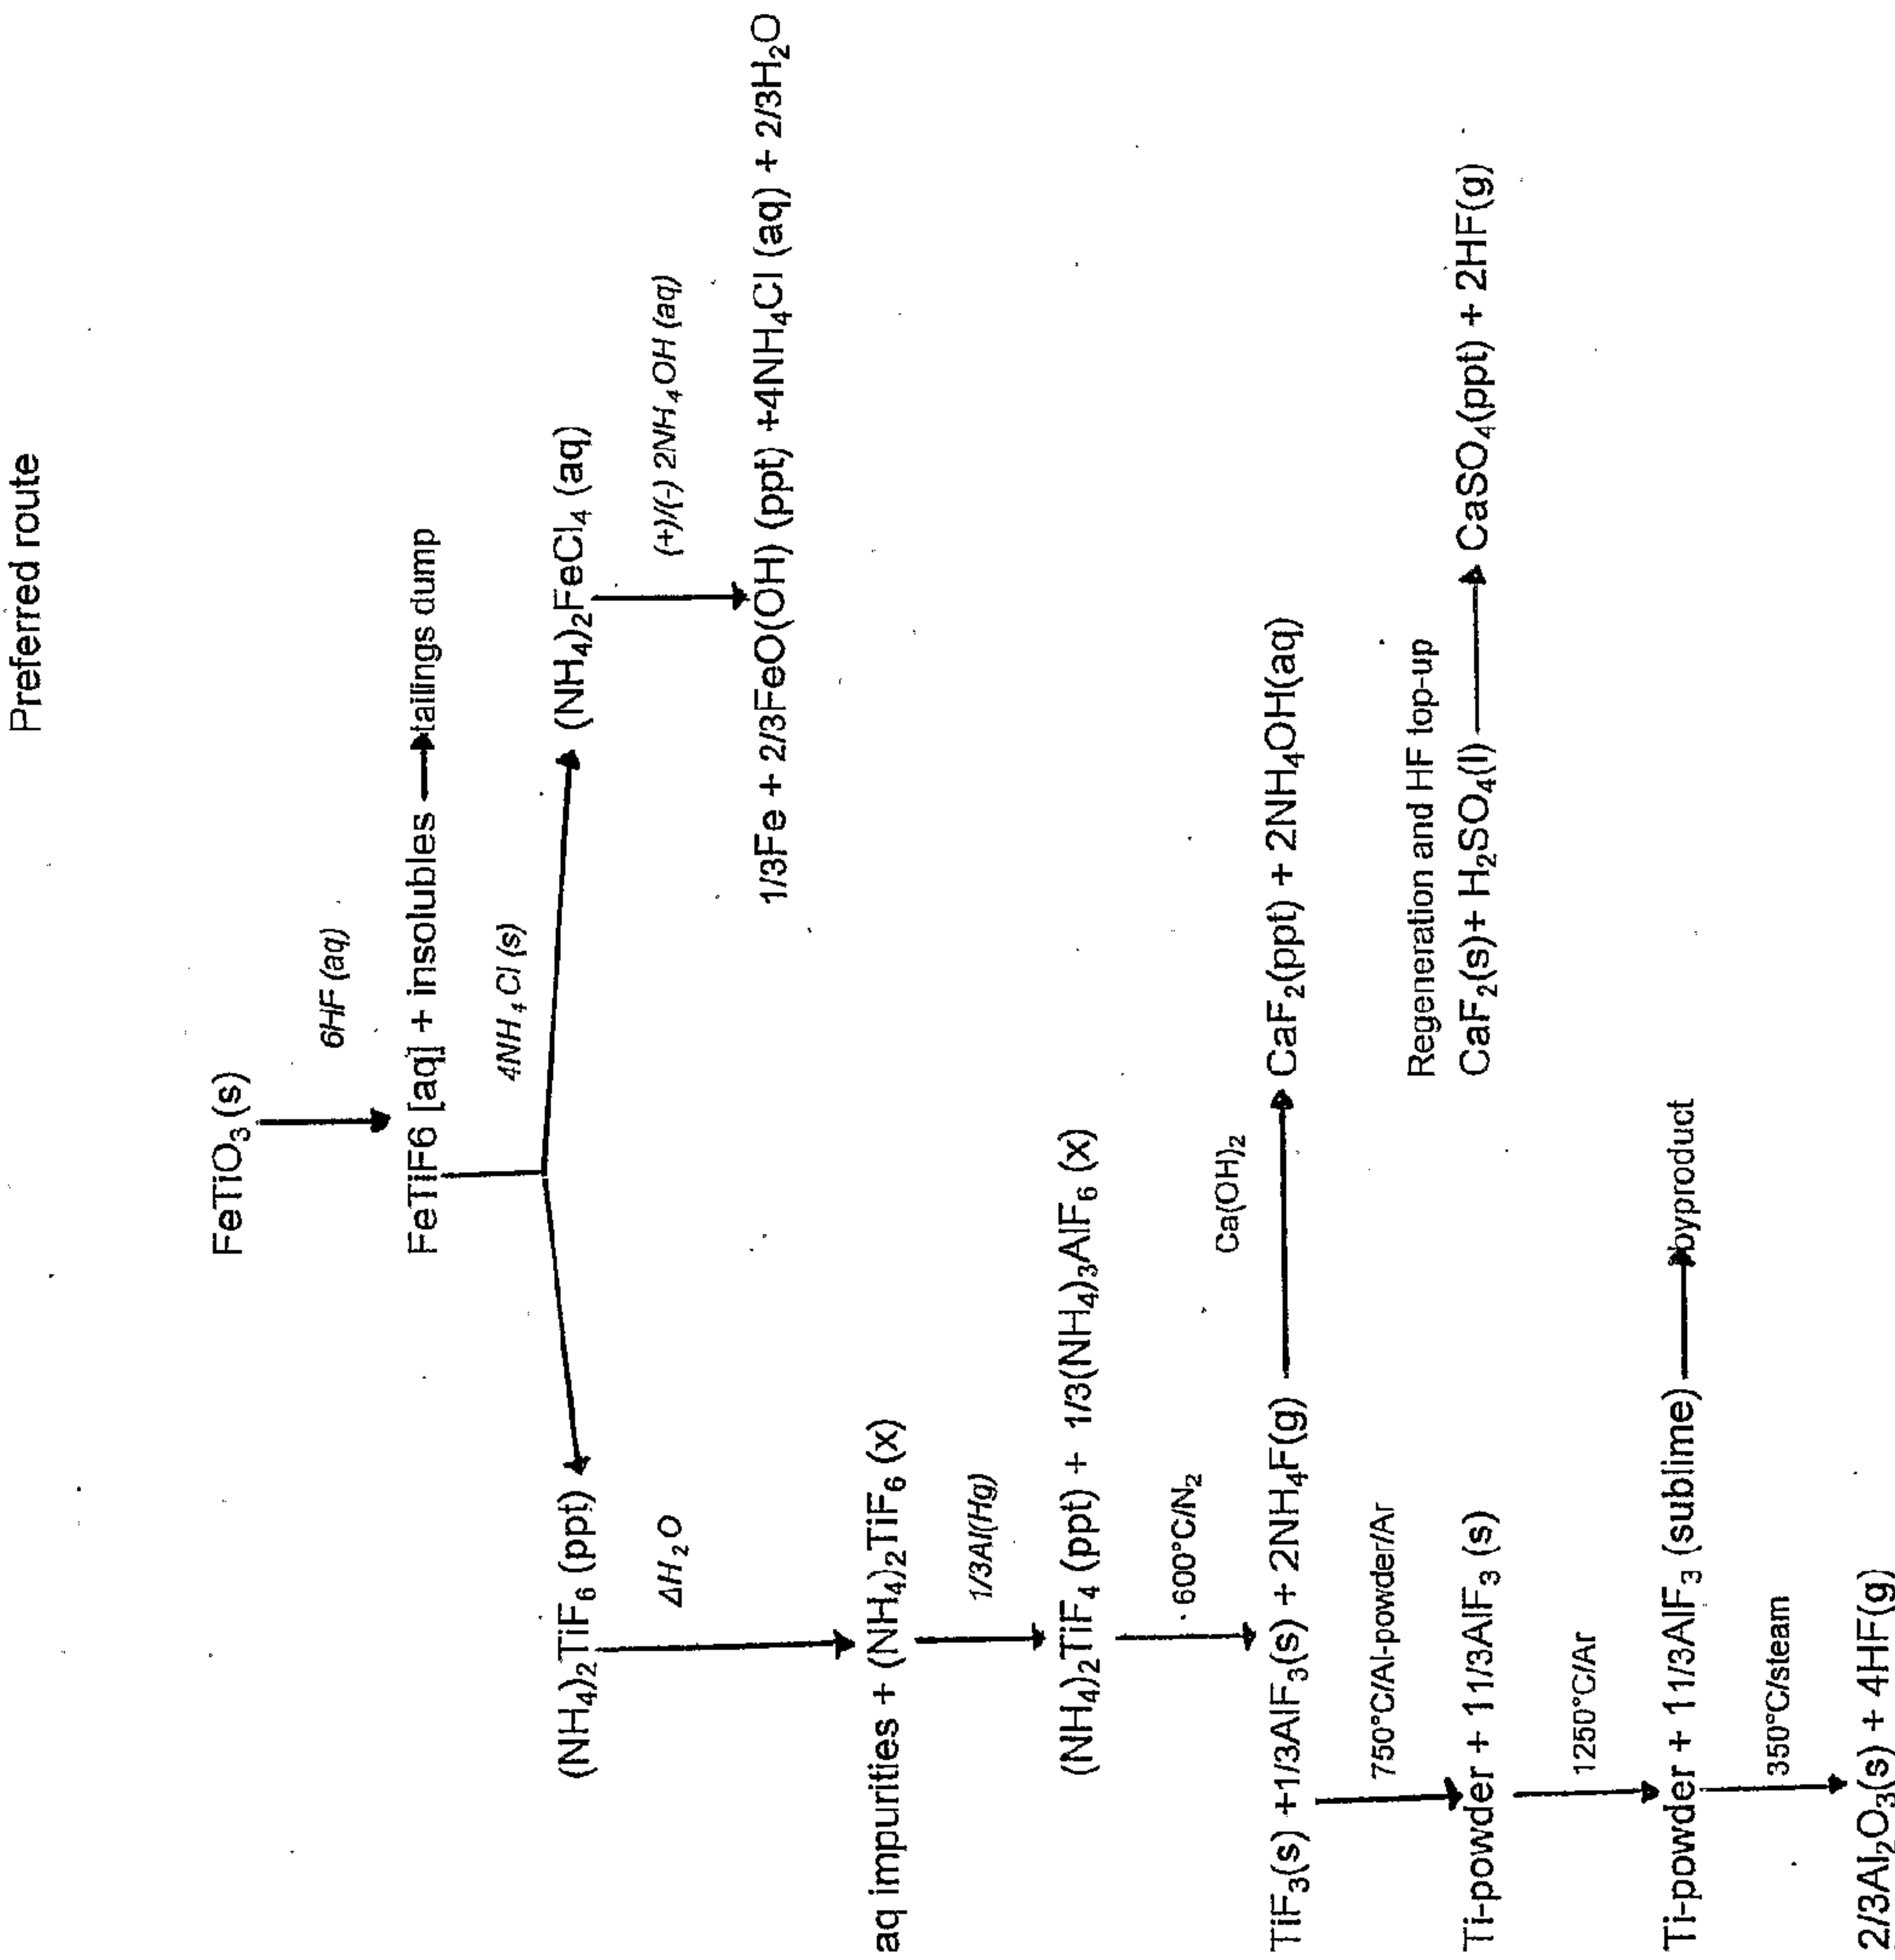 Preferred route
FeTiO₃(s)
6HF(aq)
FeTiF6 [aq] + insolubles → tailings dump
4NH₄Cl(s)
(NH₄)₂TiF₆ (ppt)
(NH₄)₂FeCl₄ (aq)
ΔH₂O
(+)/(-) 2NH₄OH (aq)
1/3Fe + 2/3FeO(OH) (ppt) +4NH₄Cl (aq) + 2/3H₂O
aq impurities + (NH₄)₂TiF₆ (x)
1/3Al(Hg)
(NH₄)₂TiF₄ (ppt) + 1/3(NH₄)₃AlF₆ (x)
600°C/N₂
Ca(OH)₂
TiF₃(s) +1/3AlF₃(s) + 2NH₄F(g) → CaF₂(ppt) + 2NH₄OH(aq)
750°C/Al-powder/Ar
Regeneration and HF top-up
Ti-powder + 11/3AlF₃ (s)
CaF₂(s)+ H₂SO₄(l) → CaSO₄(ppt) + 2HF(g)
1250°C/Ar
Ti-powder + 11/3AlF₃ (sublime) → byproduct
350°C/steam
2/3Al₂O₃(s) + 4HF(g)